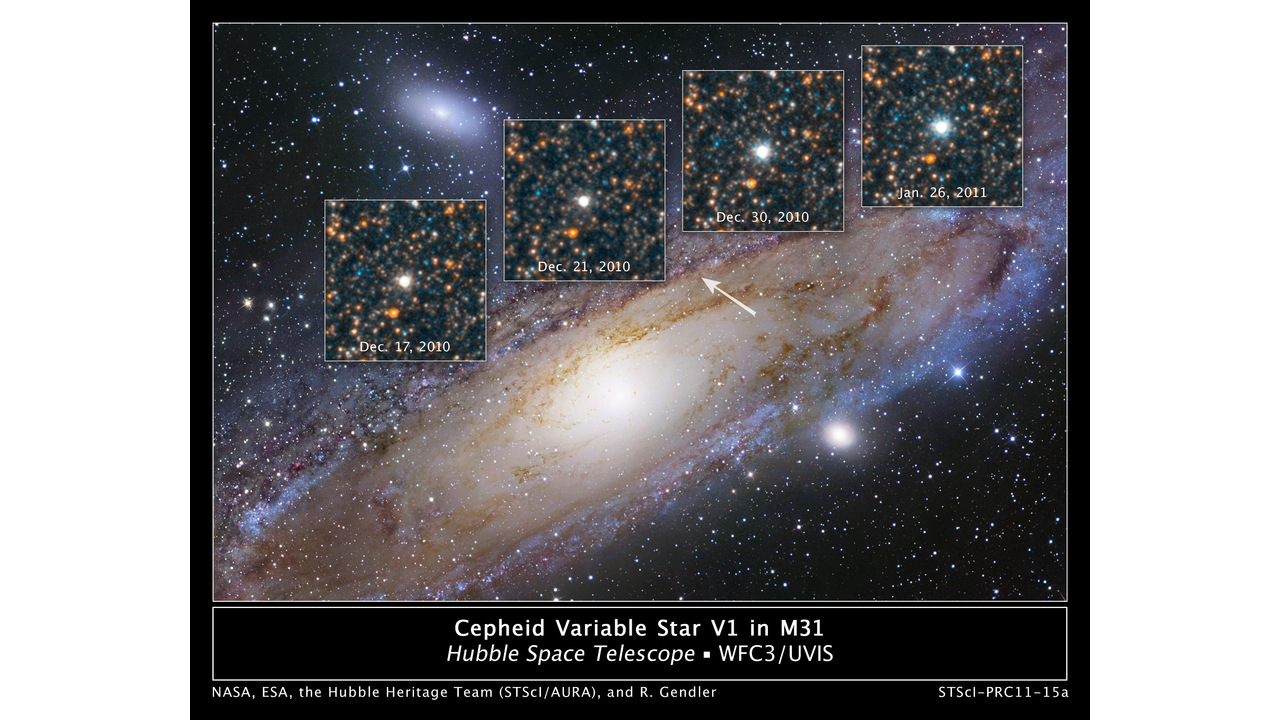 Jan. 26, 2011
Dec. 30, 2010
Dec. 21, 2010
Dec. 17, 2010
Cepheid Variable Star V1 in M31
Hubble Space Telescope ▪ WFC3/UVIS
NASA, ESA, the Hubble Heritage Team (STScI/AURA), and R. Gendler
STScI-PRC11-15a